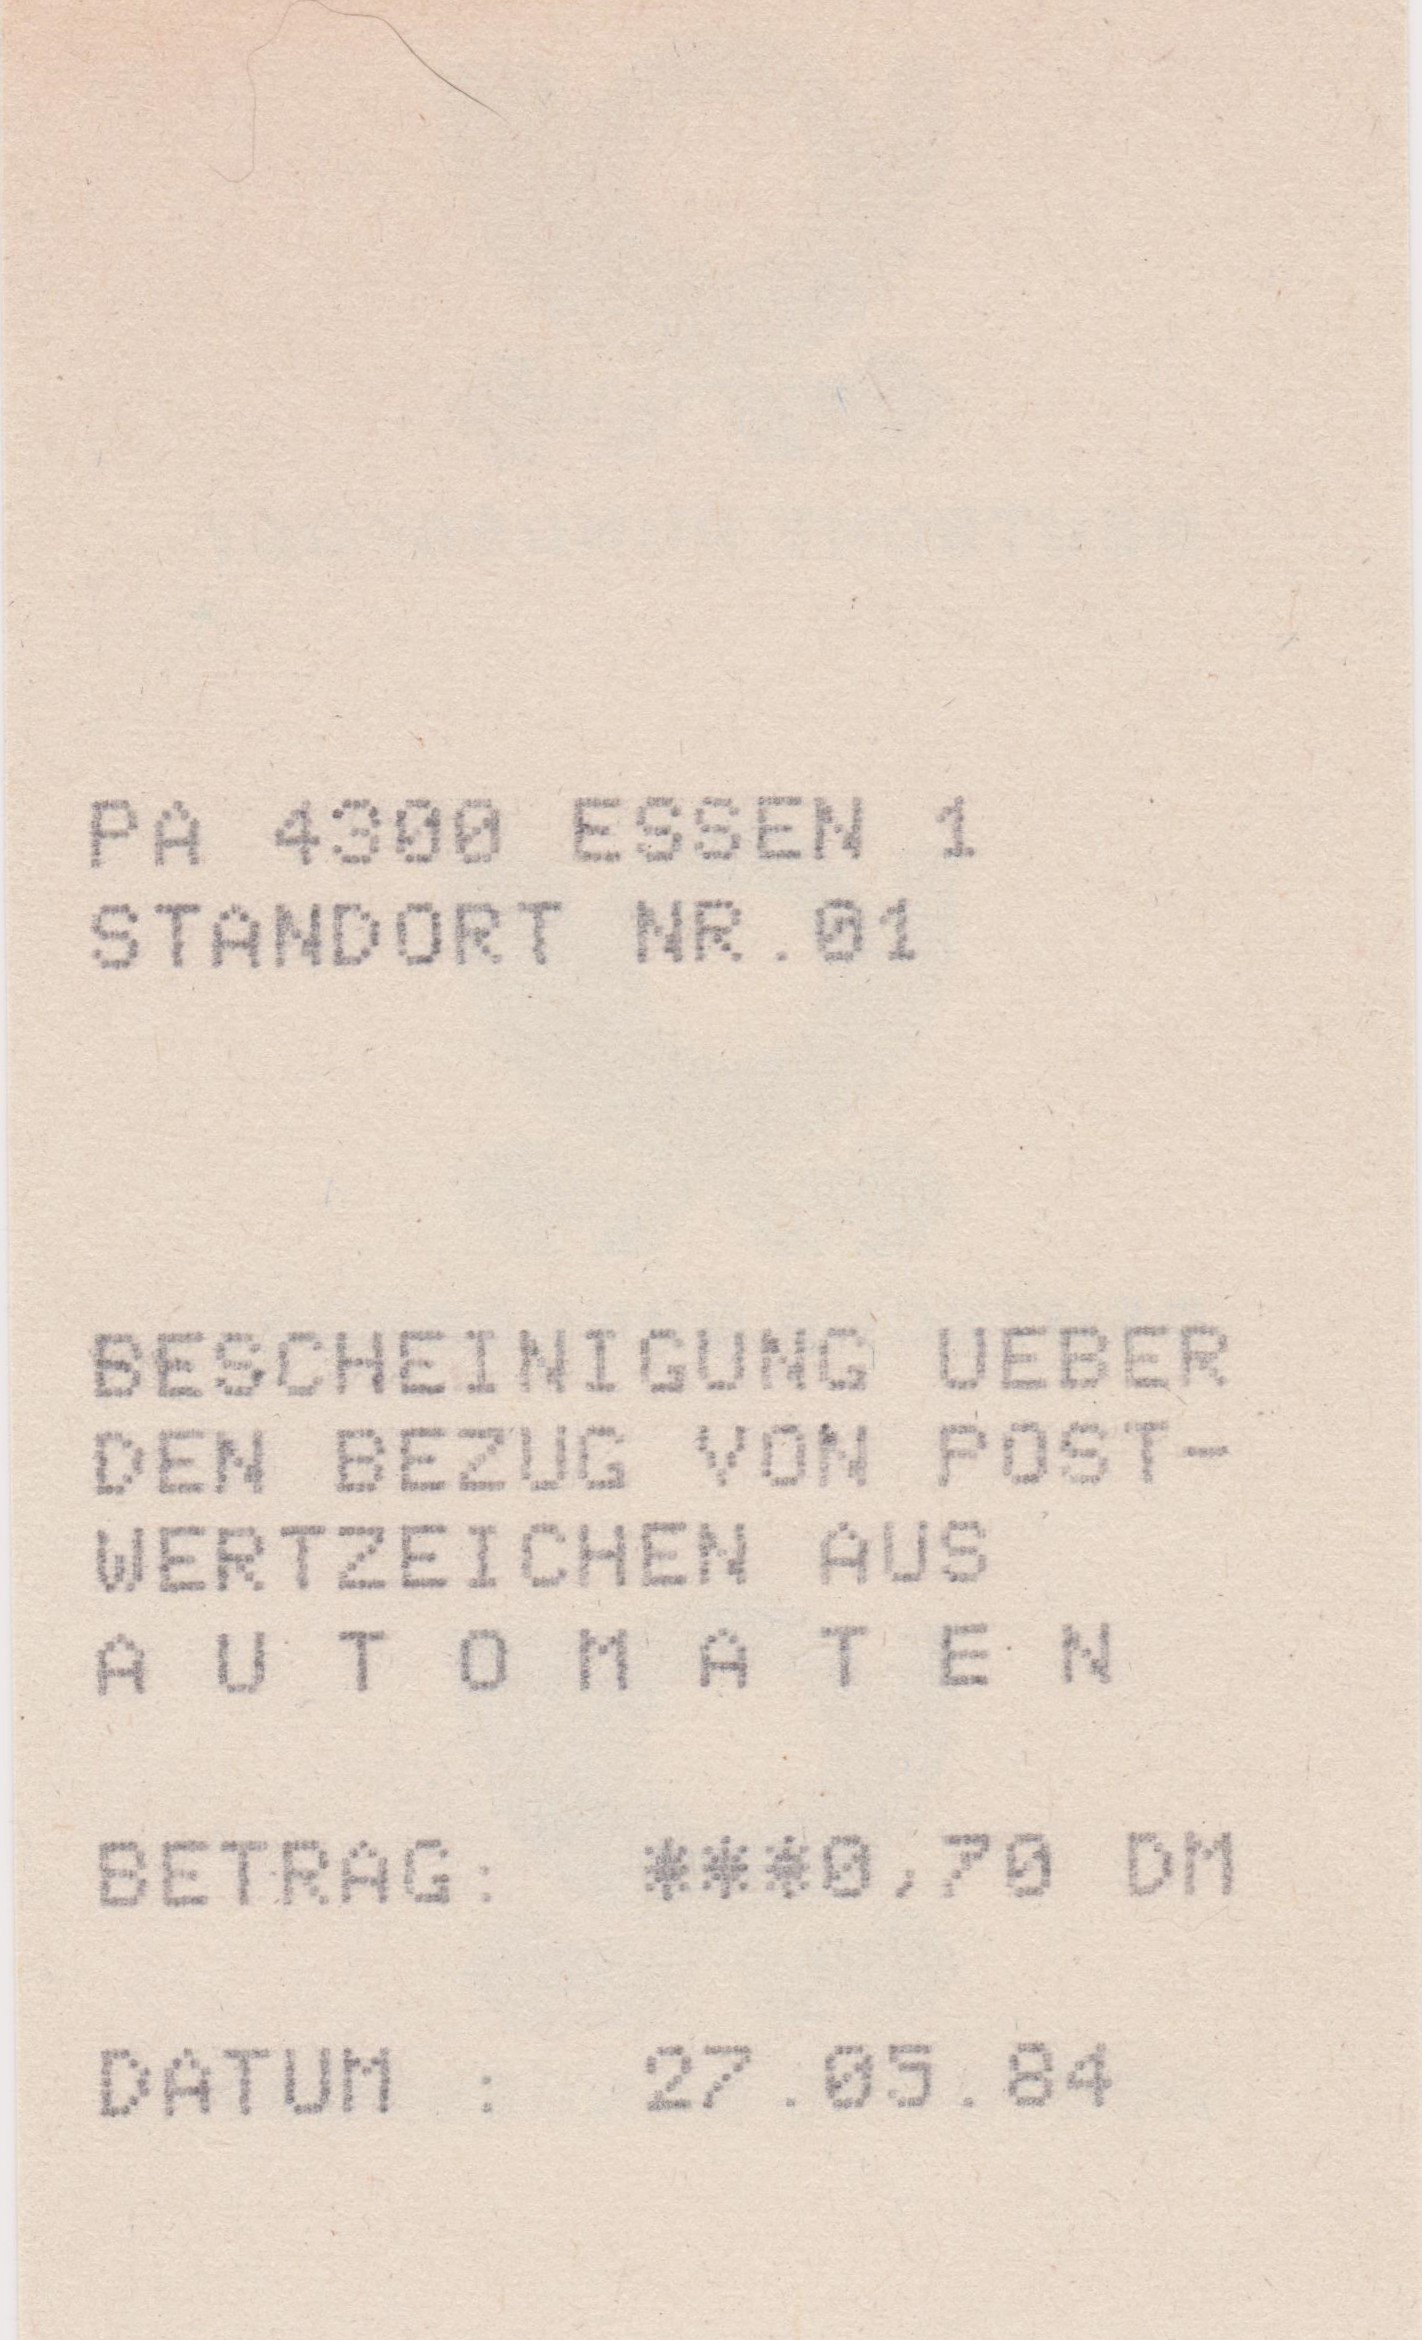 PA 4300 ESSEN 1
STANDORT NR.01
BESCHEINIGUNG UEBER
DEN BEZUG VON POST-
WERTZEICHEN AUS
A U T O M A T E N
BETRAG: ***0,70 DM
DATUM : 27.05.84